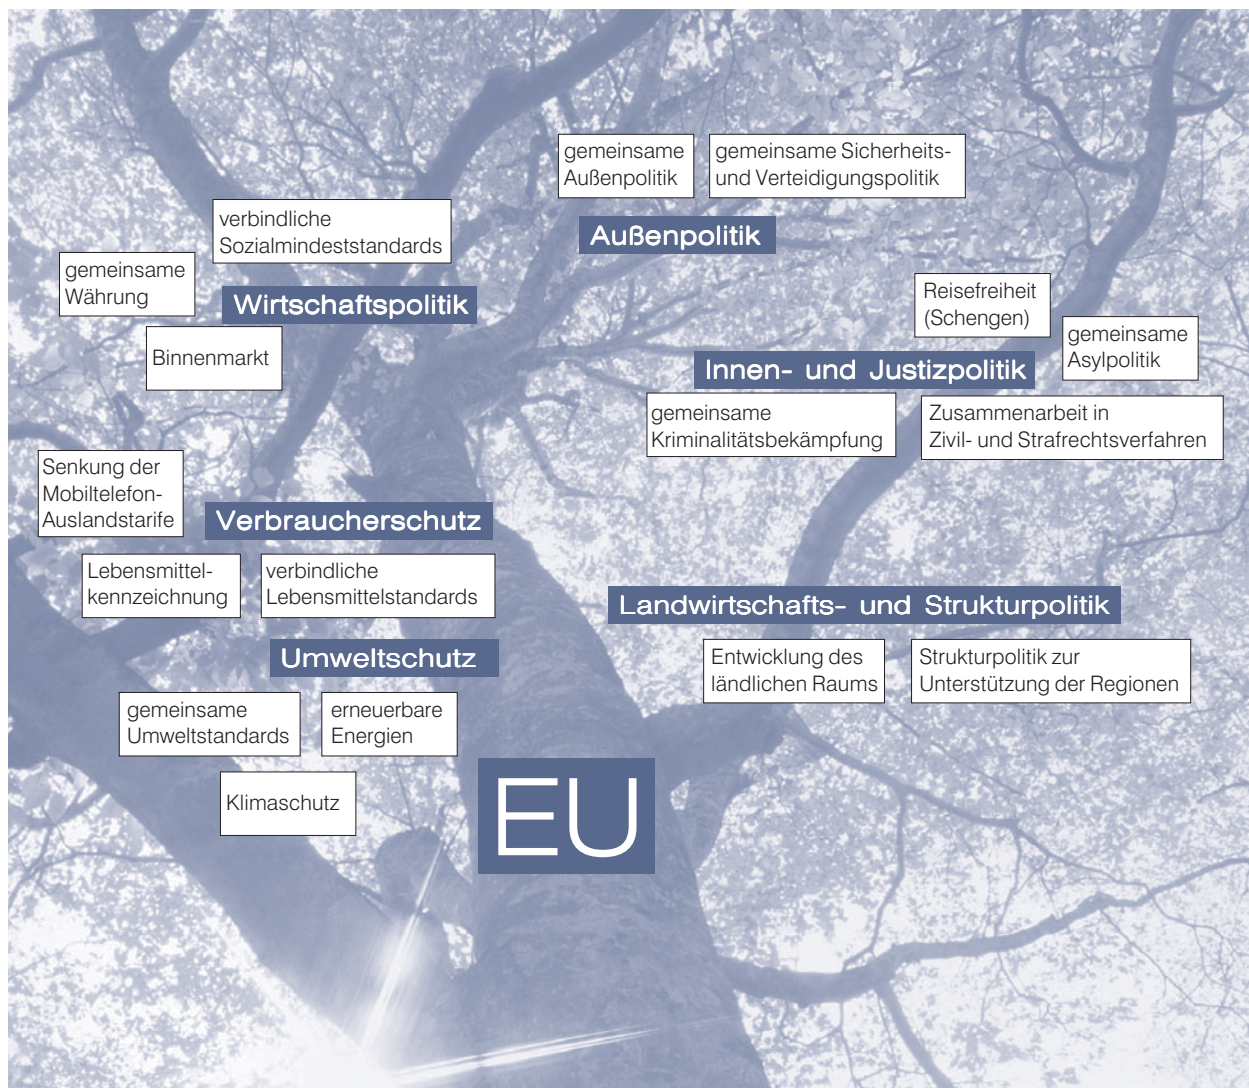 gemeinsame
Außenpolitik
gemeinsame Sicherheits-
und Verteidigungspolitik
Außenpolitik
verbindliche
Sozialmindeststandards
gemeinsame
Währung
Wirtschaftspolitik
Binnenmarkt
Reisefreiheit
(Schengen)
gemeinsame
Asylpolitik
Innen- und Justizpolitik
gemeinsame
Kriminalitätsbekämpfung
Zusammenarbeit in
Zivil- und Strafrechtsverfahren
Senkung der
Mobiltelefon-
Auslandstarife
Verbraucherschutz
Lebensmittel-
kennzeichnung
verbindliche
Lebensmittelstandards
Landwirtschafts- und Strukturpolitik
Entwicklung des
ländlichen Raums
Strukturpolitik zur
Unterstützung der Regionen
Umweltschutz
gemeinsame
Umweltstandards
erneuerbare
Energien
Klimaschutz
EU